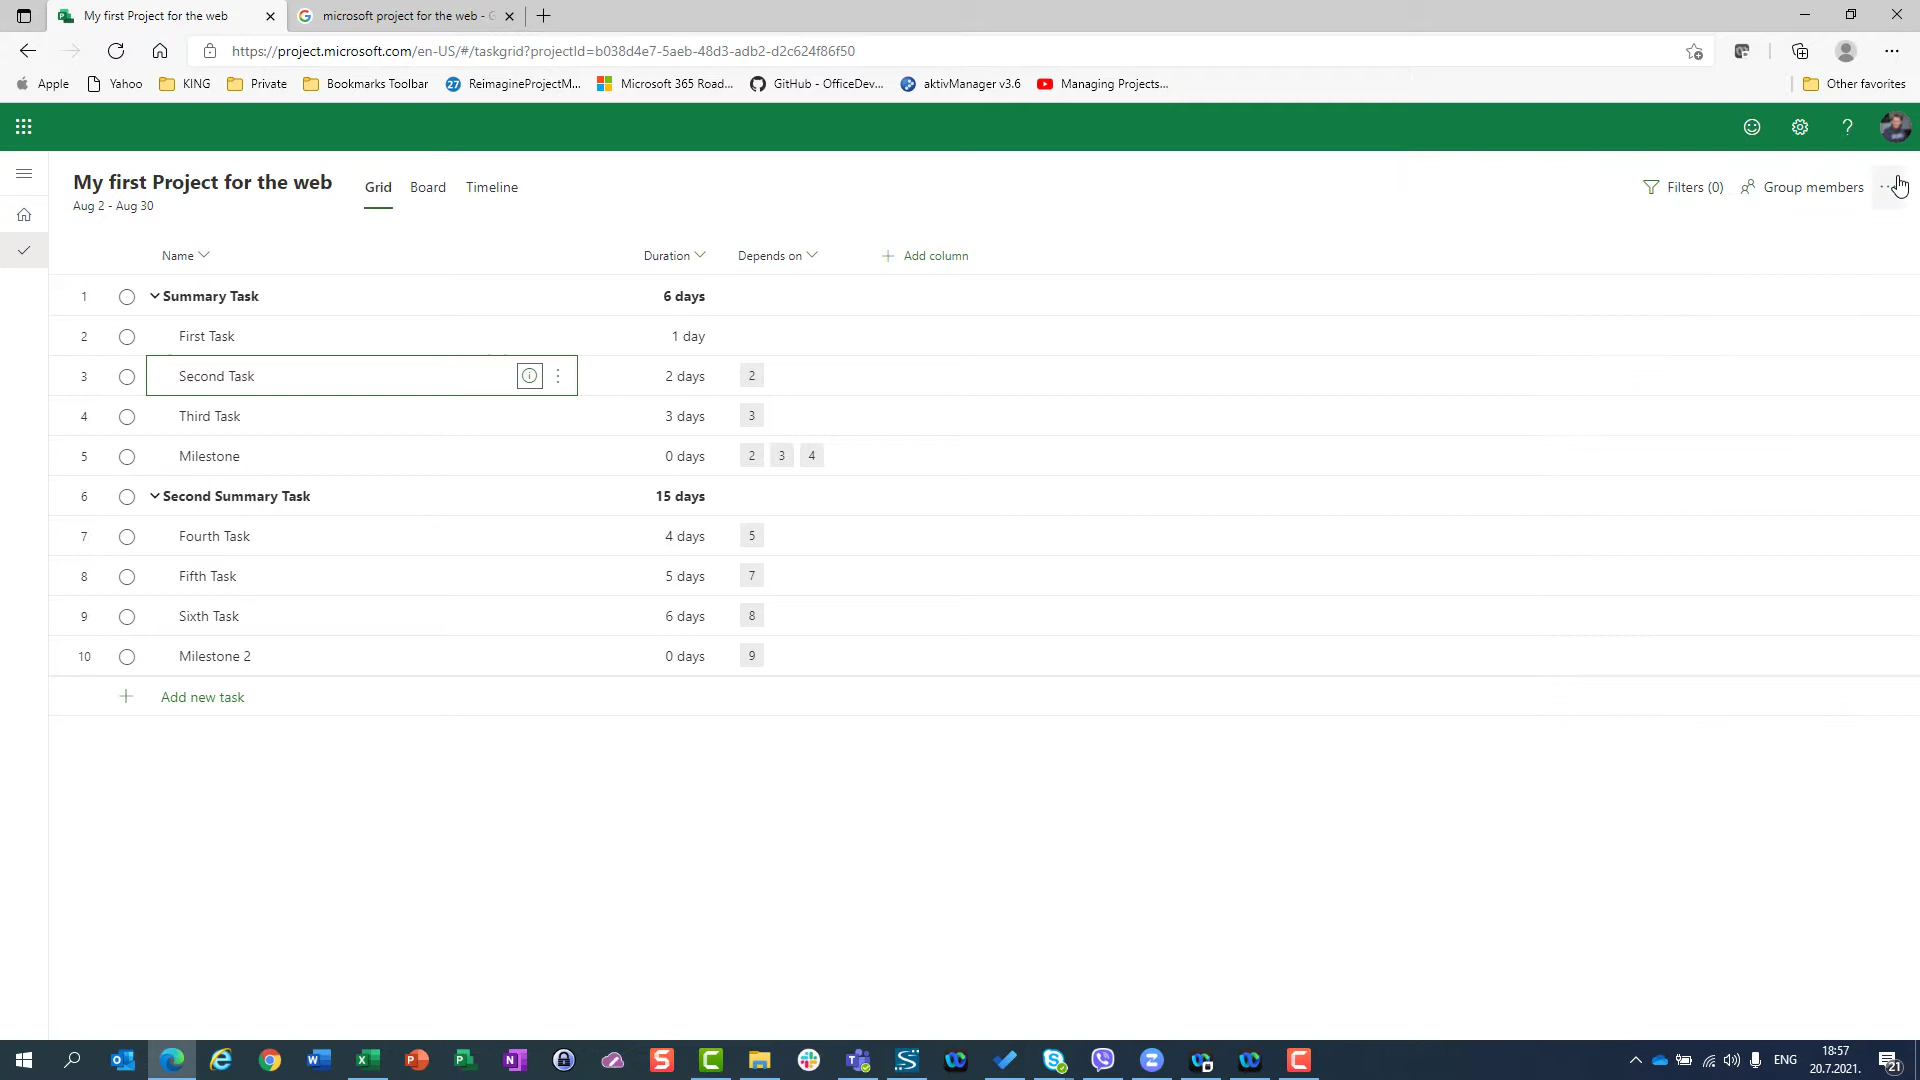 My first Project for the web
microsoft project for the web - G
https://project.microsoft.com/en-US/#/taskgrid?projectId=b038d4e7-5aeb-48d3-adb2-d2c624f86f50
Apple
Yahoo
KING
Private
Bookmarks Toolbar
27 ReimagineProjectM...
Microsoft 365 Road...
GitHub - OfficeDev...
aktivManager v3.6
Managing Projects...
Other favorites
My first Project for the web
Aug 2 - Aug 30
Grid
Board
Timeline
Filters (0)
Group members
Name
Duration
Depends on
Add column
1 Summary Task 6 days
2 First Task 1 day
3 Second Task 2 days 2
4 Third Task 3 days 3
5 Milestone 0 days 2 3 4
6 Second Summary Task 15 days
7 Fourth Task 4 days 5
8 Fifth Task 5 days 7
9 Sixth Task 6 days 8
10 Milestone 2 0 days 9
Add new task
ENG
18:57
20.7.2021.
21